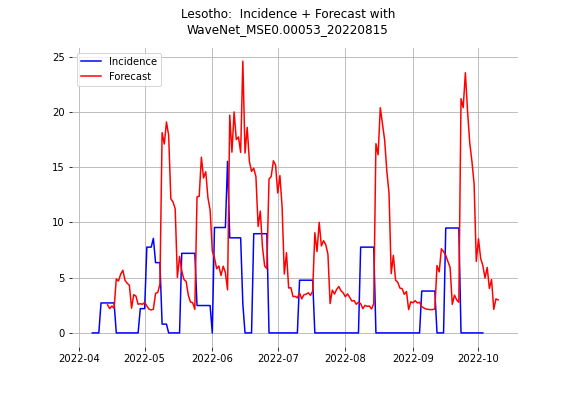 Lesotho:  Incidence + Forecast with
WaveNet_MSE0.00053_20220815
Incidence
Forecast
25
20
15
10
5
0
2022-04 2022-05 2022-06 2022-07 2022-08 2022-09 2022-10